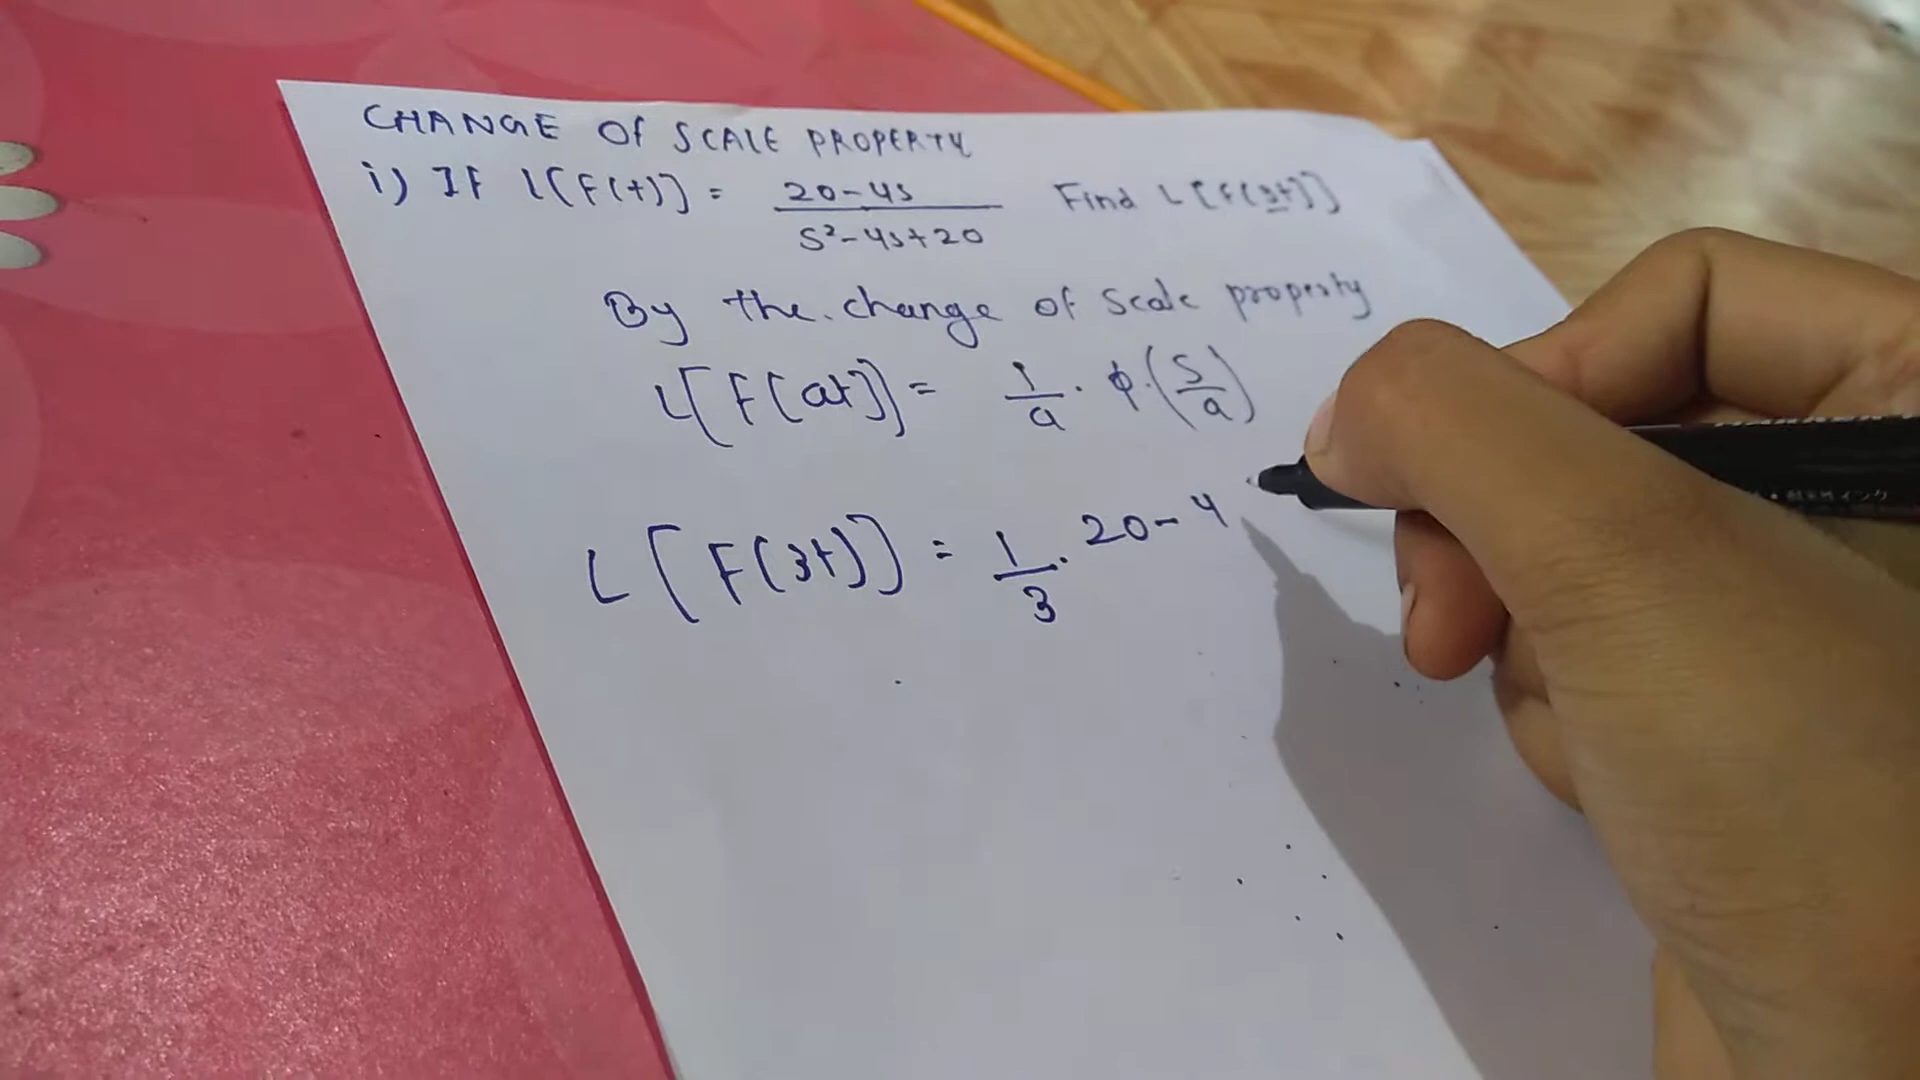 CHANGE Of SCALE PROPERTY
i) If L[F(t)] = 20-4s / s²-4s+20 Find L[F(3t)]
By the change of scale property
L[F[at]] = 1/a . φ.(s/a)
L[F(3t)] = 1/3 . 20-4